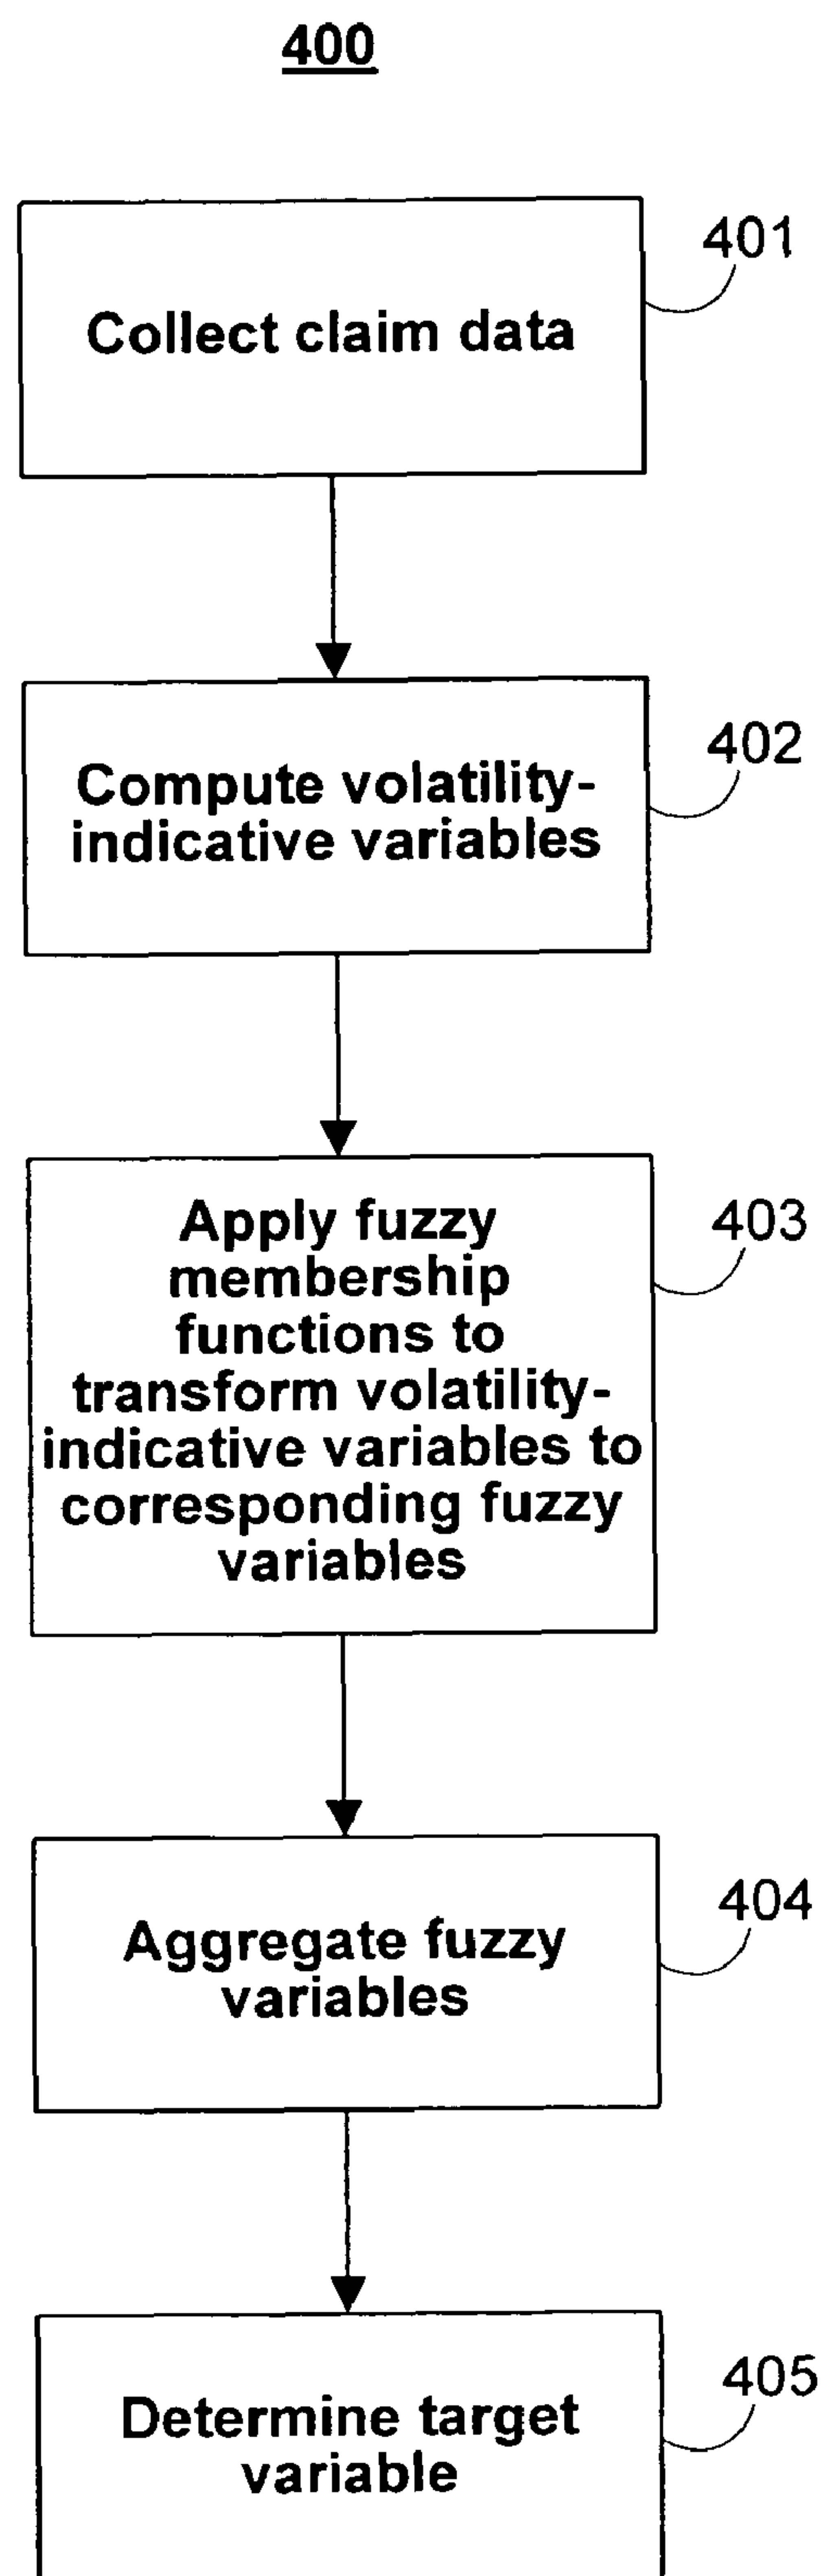 400
401
Collect claim data
402
Compute volatility-
indicative variables
403
Apply fuzzy
membership
functions to
transform volatility-
indicative variables to
corresponding fuzzy
variables
404
Aggregate fuzzy
variables
405
Determine target
variable